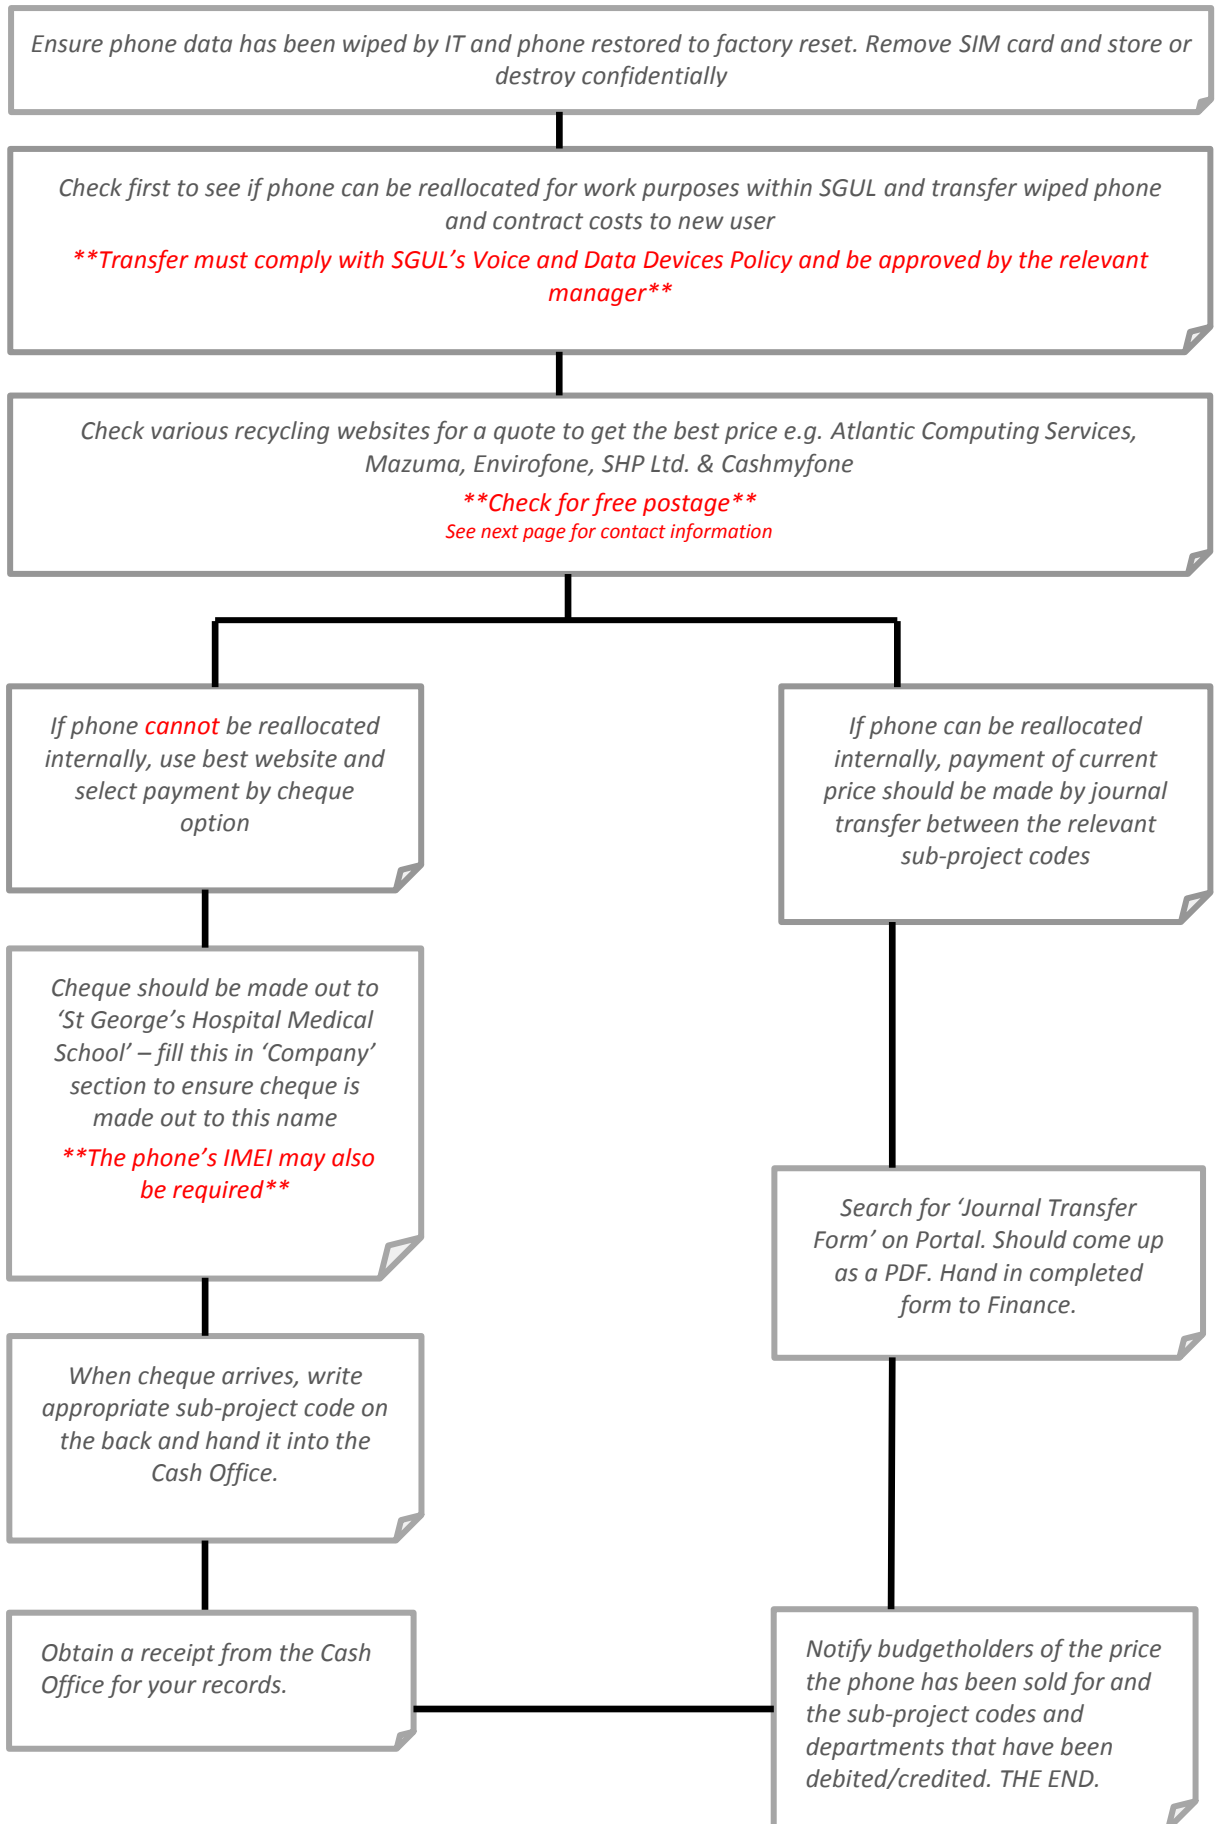 Ensure phone data has been wiped by IT and phone restored to factory reset. Remove SIM card and store or
destroy confidentially
Check first to see if phone can be reallocated for work purposes within SGUL and transfer wiped phone
and contract costs to new user
**Transfer must comply with SGUL’s Voice and Data Devices Policy and be approved by the relevant
manager**
Check various recycling websites for a quote to get the best price e.g. Atlantic Computing Services,
Mazuma, Envirofone, SHP Ltd. & Cashmyfone
**Check for free postage**
See next page for contact information
If phone cannot be reallocated
internally, use best website and
select payment by cheque
option
If phone can be reallocated
internally, payment of current
price should be made by journal
transfer between the relevant
sub-project codes
Cheque should be made out to
‘St George’s Hospital Medical
School’ – fill this in ‘Company’
section to ensure cheque is
made out to this name
**The phone’s IMEI may also
be required**
Search for ‘Journal Transfer
Form’ on Portal. Should come up
as a PDF. Hand in completed
form to Finance.
When cheque arrives, write
appropriate sub-project code on
the back and hand it into the
Cash Office.
Obtain a receipt from the Cash
Office for your records.
Notify budgetholders of the price
the phone has been sold for and
the sub-project codes and
departments that have been
debited/credited. THE END.